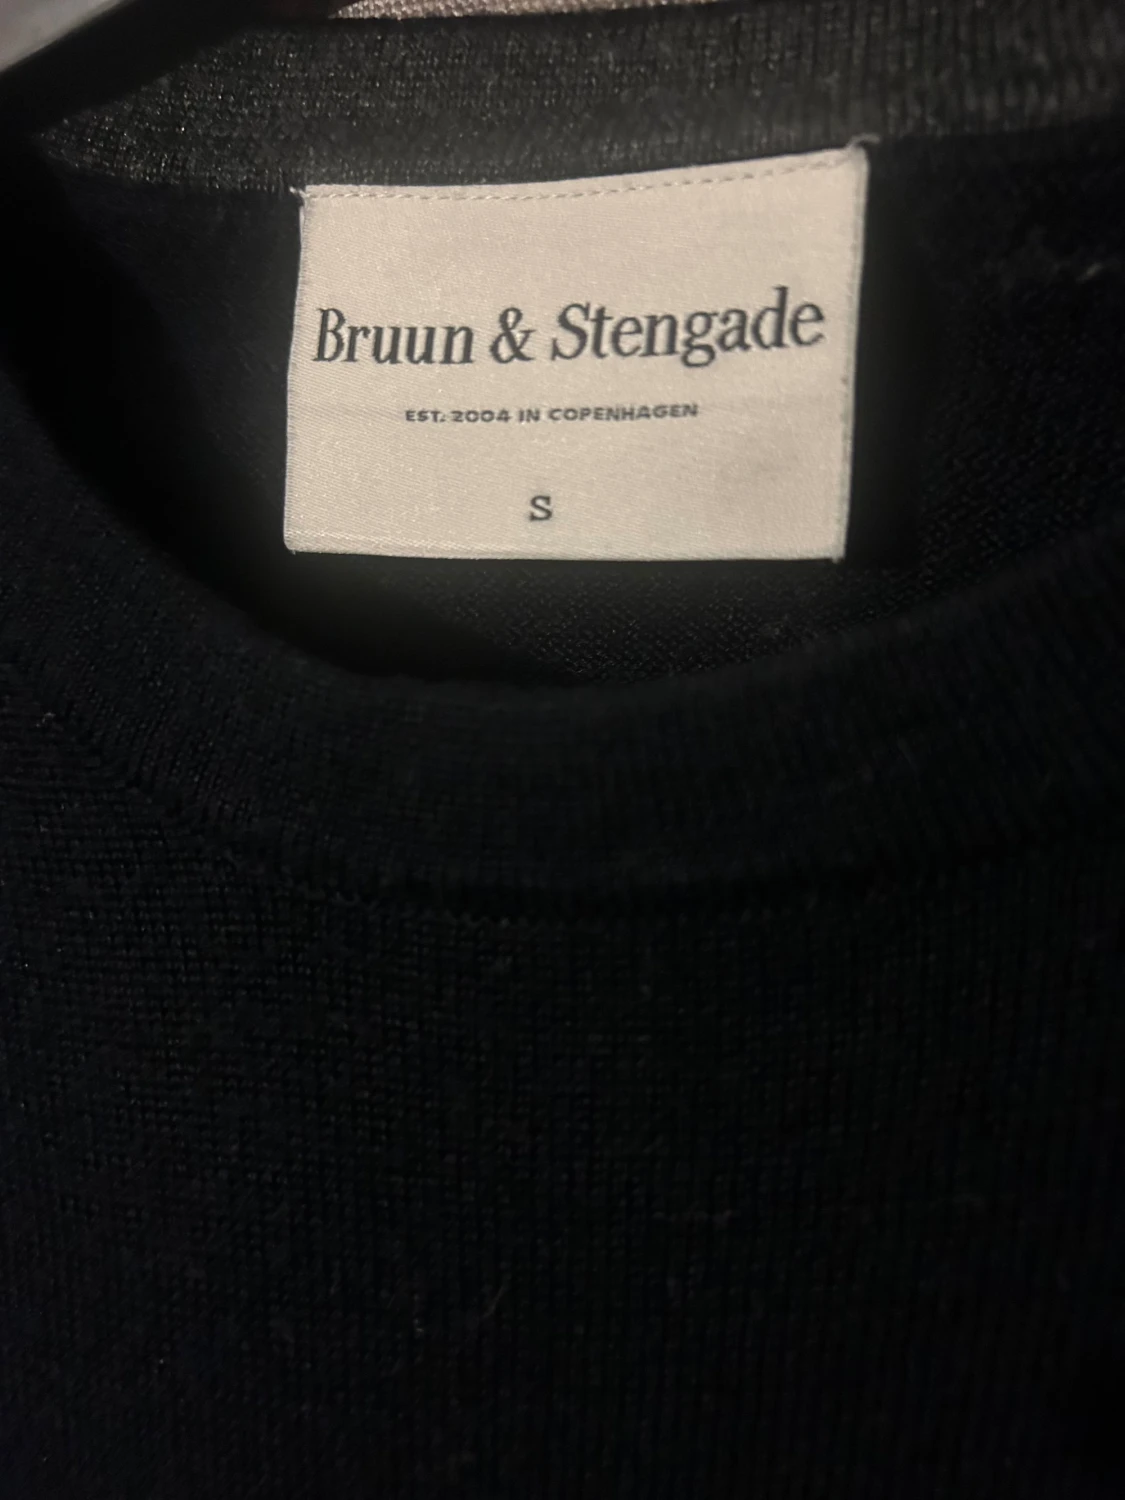 Bruun & Stengade
EST. 2004 IN COPENHAGEN
S